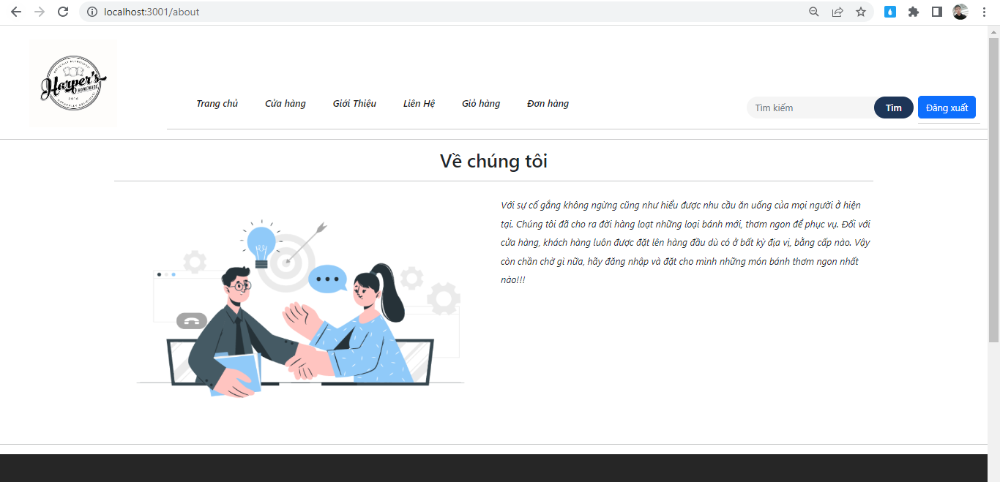 localhost:3001/about
NATURALLY NUTRITIOUS
Harper's
HOMEMADE
2016
NATURALLY DELICIOUS
Trang chủ Cửa hàng Giới Thiệu Liên Hệ Giỏ hàng Đơn hàng
Tìm kiếm Tìm Đăng xuất
Về chúng tôi
Với sự cố gắng không ngừng cũng như hiểu được nhu cầu ăn uống của mọi người ở hiện
tại. Chúng tôi đã cho ra đời hàng loạt những loại bánh mới, thơm ngon để phục vụ. Đối với
cửa hàng, khách hàng luôn được đặt lên hàng đầu dù có ở bất kỳ địa vị, bằng cấp nào. Vậy
còn chần chờ gì nữa, hãy đăng nhập và đặt cho mình những món bánh thơm ngon nhất
nào!!!